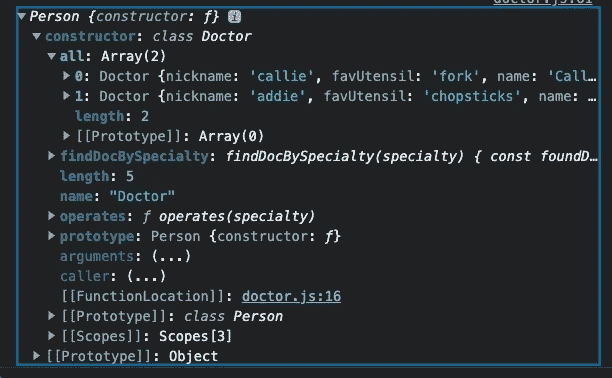 doctor.js:61
Person {constructor: ƒ} i
constructor: class Doctor
all: Array(2)
0: Doctor {nickname: 'callie', favUtensil: 'fork', name: 'Call…
1: Doctor {nickname: 'addie', favUtensil: 'chopsticks', name: …
length: 2
[[Prototype]]: Array(0)
findDocBySpecialty: findDocBySpecialty(specialty) { const foundD…
length: 5
name: "Doctor"
operates: ƒ operates(specialty)
prototype: Person {constructor: ƒ}
arguments: (...)
caller: (...)
[[FunctionLocation]]: doctor.js:16
[[Prototype]]: class Person
[[Scopes]]: Scopes[3]
[[Prototype]]: Object